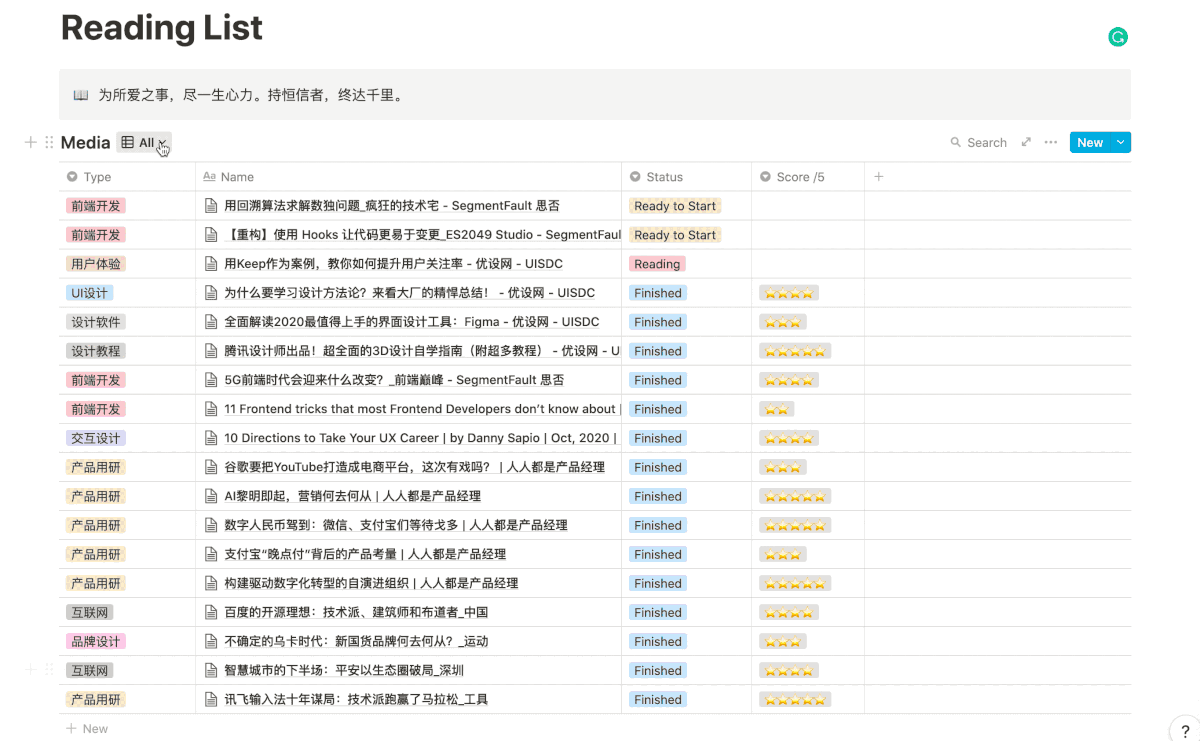 Reading List
为所爱之事，尽一生心力。持恒信者，终达千里。
Media All Search New
Type Aa Name Status Score /5
前端开发 用回溯算法求解数独问题_疯狂的技术宅 - SegmentFault 思否 Ready to Start
前端开发 【重构】使用 Hooks 让代码更易于变更_ES2049 Studio - SegmentFaul Ready to Start
用户体验 用Keep作为案例，教你如何提升用户关注率 - 优设网 - UISDC Reading
UI设计 为什么要学习设计方法论？来看大厂的精悍总结！ - 优设网 - UISDC Finished
设计软件 全面解读2020最值得上手的界面设计工具：Figma - 优设网 - UISDC Finished
设计教程 腾讯设计师出品！超全面的3D设计自学指南（附超多教程） - 优设网 - U Finished
前端开发 5G前端时代会迎来什么改变？_前端巅峰 - SegmentFault 思否 Finished
前端开发 11 Frontend tricks that most Frontend Developers don’t know about | Finished
交互设计 10 Directions to Take Your UX Career | by Danny Sapio | Oct, 2020 | Finished
产品用研 谷歌要把YouTube打造成电商平台，这次有戏吗？ | 人人都是产品经理 Finished
产品用研 AI黎明即起，营销何去何从 | 人人都是产品经理 Finished
产品用研 数字人民币驾到：微信、支付宝们等待戈多 | 人人都是产品经理 Finished
产品用研 支付宝“晚点付”背后的产品考量 | 人人都是产品经理 Finished
产品用研 构建驱动数字化转型的自演进组织 | 人人都是产品经理 Finished
互联网 百度的开源理想：技术派、建筑师和布道者_中国 Finished
品牌设计 不确定的乌卡时代：新国货品牌何去何从？_运动 Finished
互联网 智慧城市的下半场：平安以生态圈破局_深圳 Finished
产品用研 讯飞输入法十年谋局：技术派跑赢了马拉松_工具 Finished
New
?